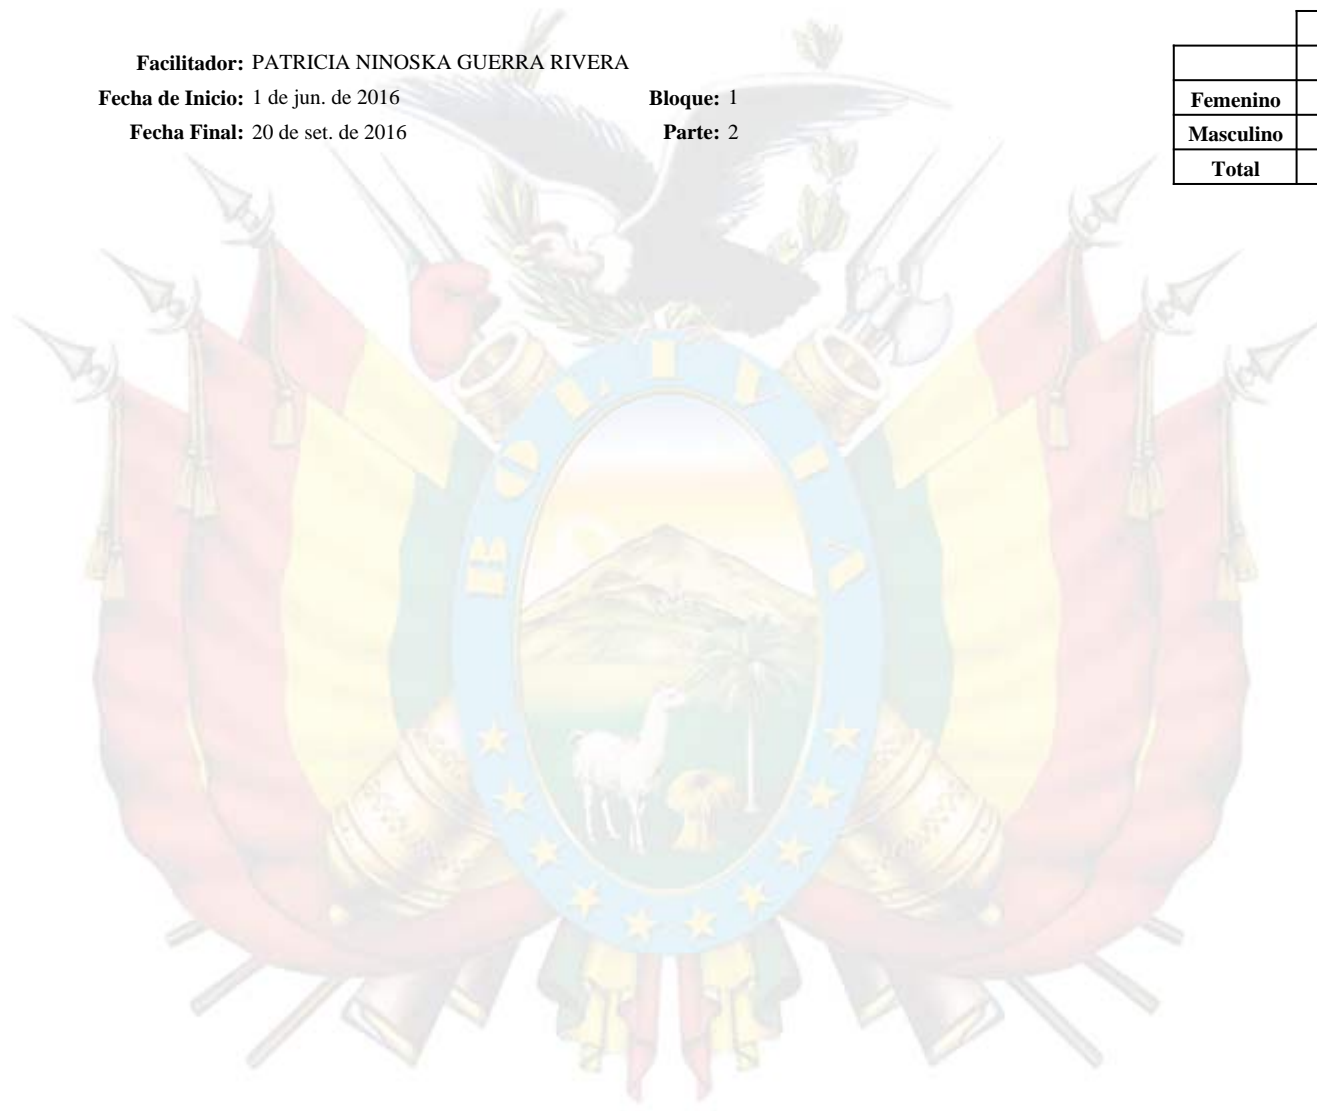 Facilitador: PATRICIA NINOSKA GUERRA RIVERA
Fecha de Inicio: 1 de jun. de 2016 Bloque: 1
Fecha Final: 20 de set. de 2016 Parte: 2
Femenino
Masculino
Total
BOLIVIA